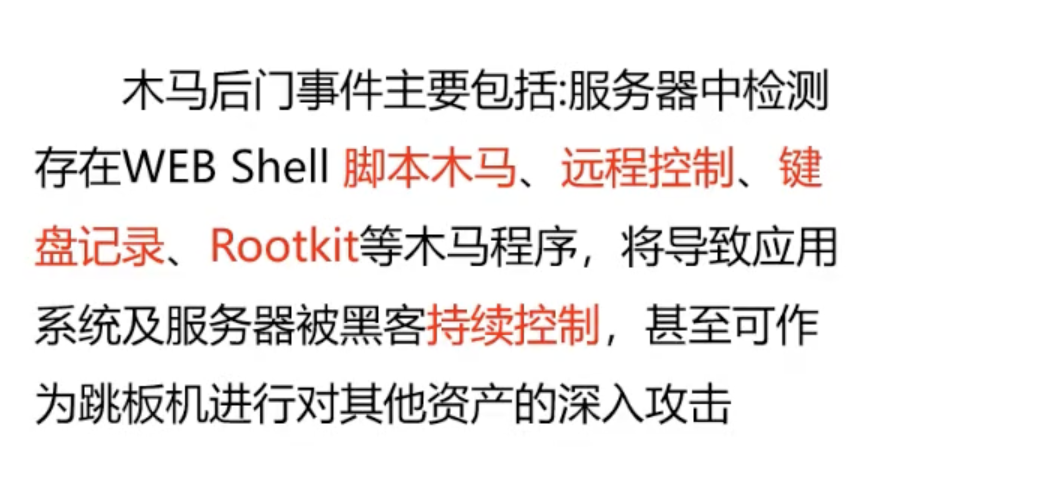 木马后门事件主要包括:服务器中检测
存在WEB Shell 脚本木马、远程控制、键
盘记录、Rootkit等木马程序，将导致应用
系统及服务器被黑客持续控制，甚至可作
为跳板机进行对其他资产的深入攻击